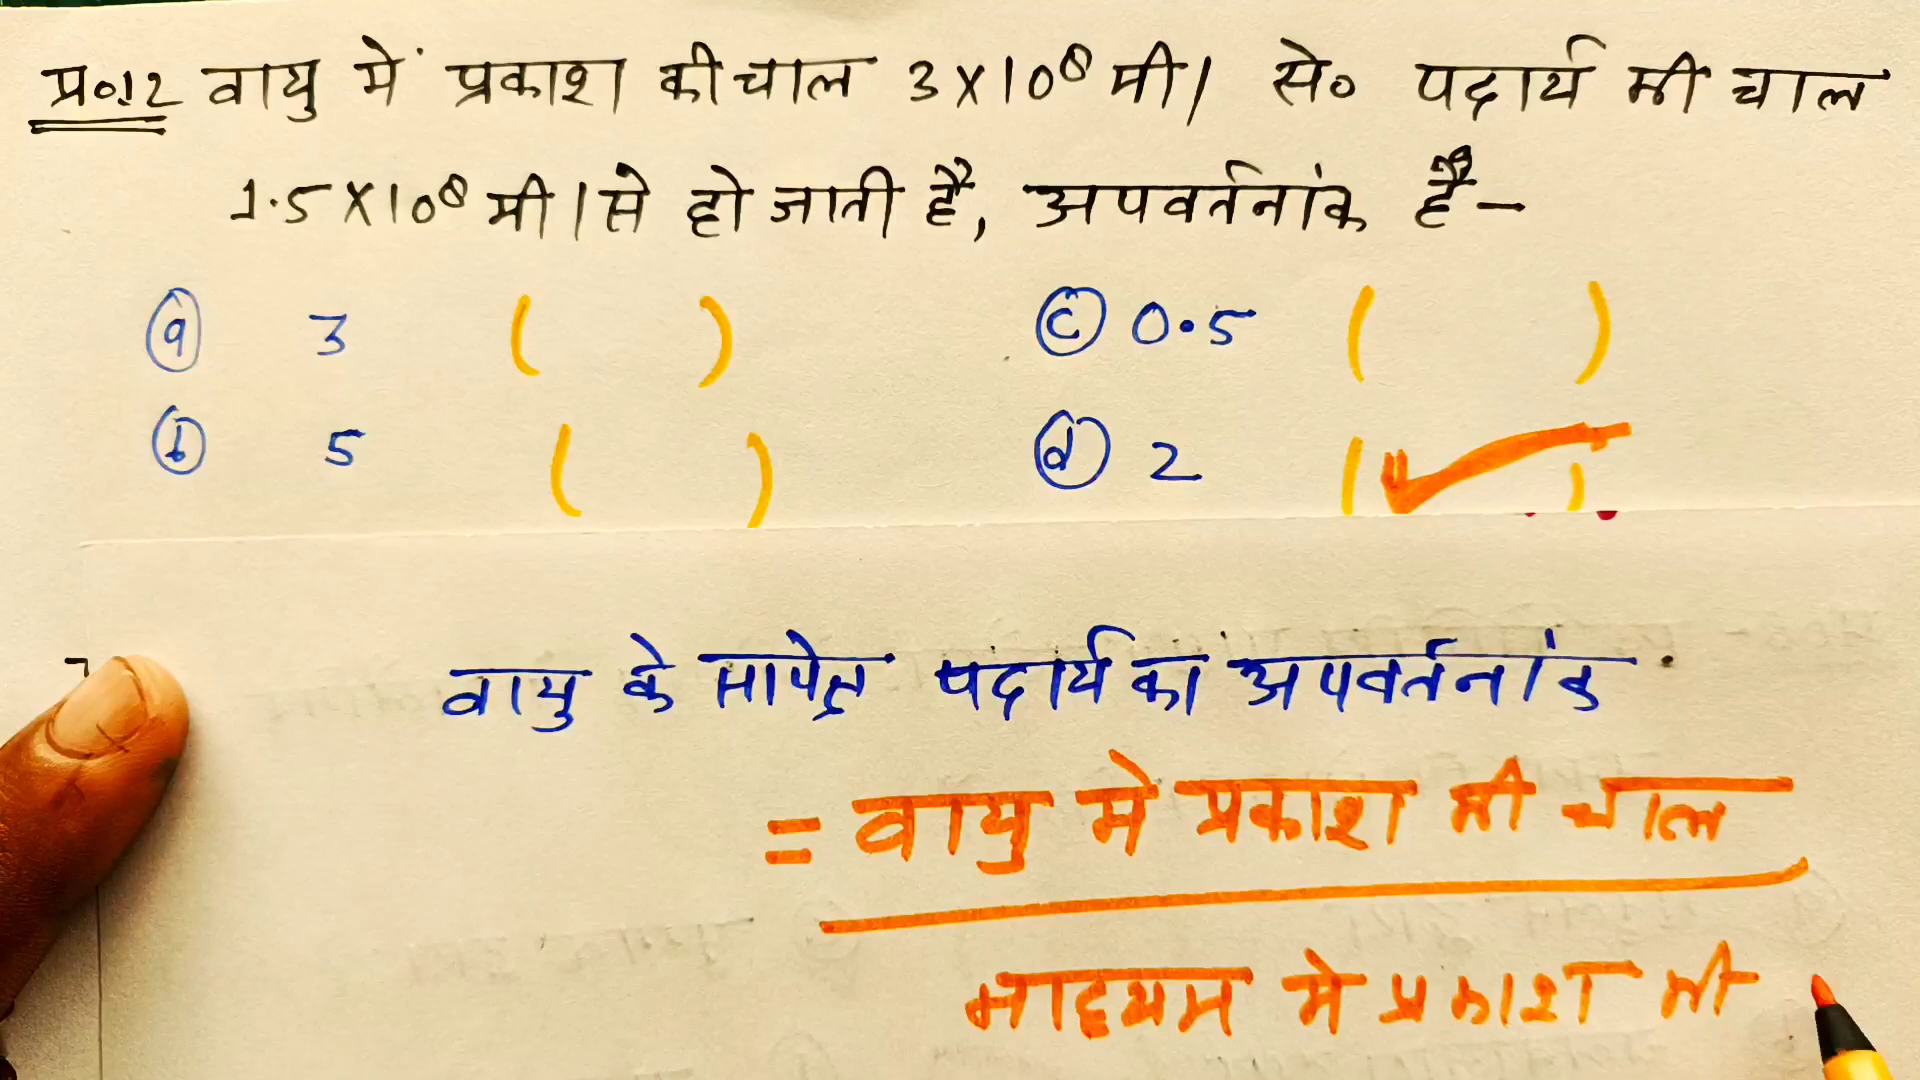 प्र०12 वायु में प्रकाश की चाल 3×10⁸ मी/ से० पदार्थ की चाल
1.5×10⁸ मी/से हो जाती है, अपवर्तनांक है-
ⓐ 3 ( ) ⓒ 0.5 ( )
ⓑ 5 ( ) ⓓ 2 (✓)
वायु के सापेक्ष पदार्थ का अपवर्तनांक
= वायु मे प्रकाश की चाल
माध्यम मे प्रकाश की